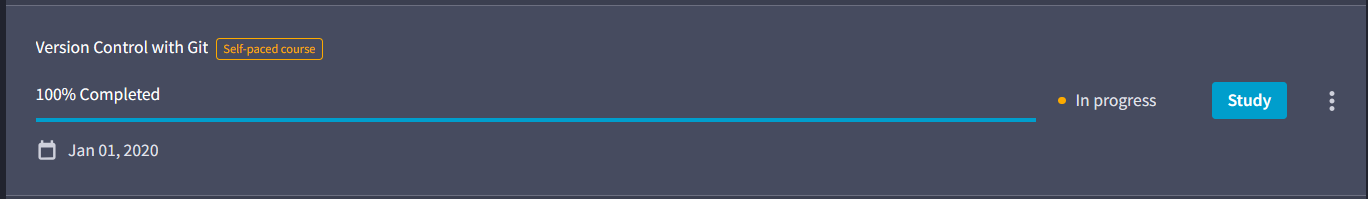 Version Control with Git Self-paced course
100% Completed
In progress
Study
Jan 01, 2020